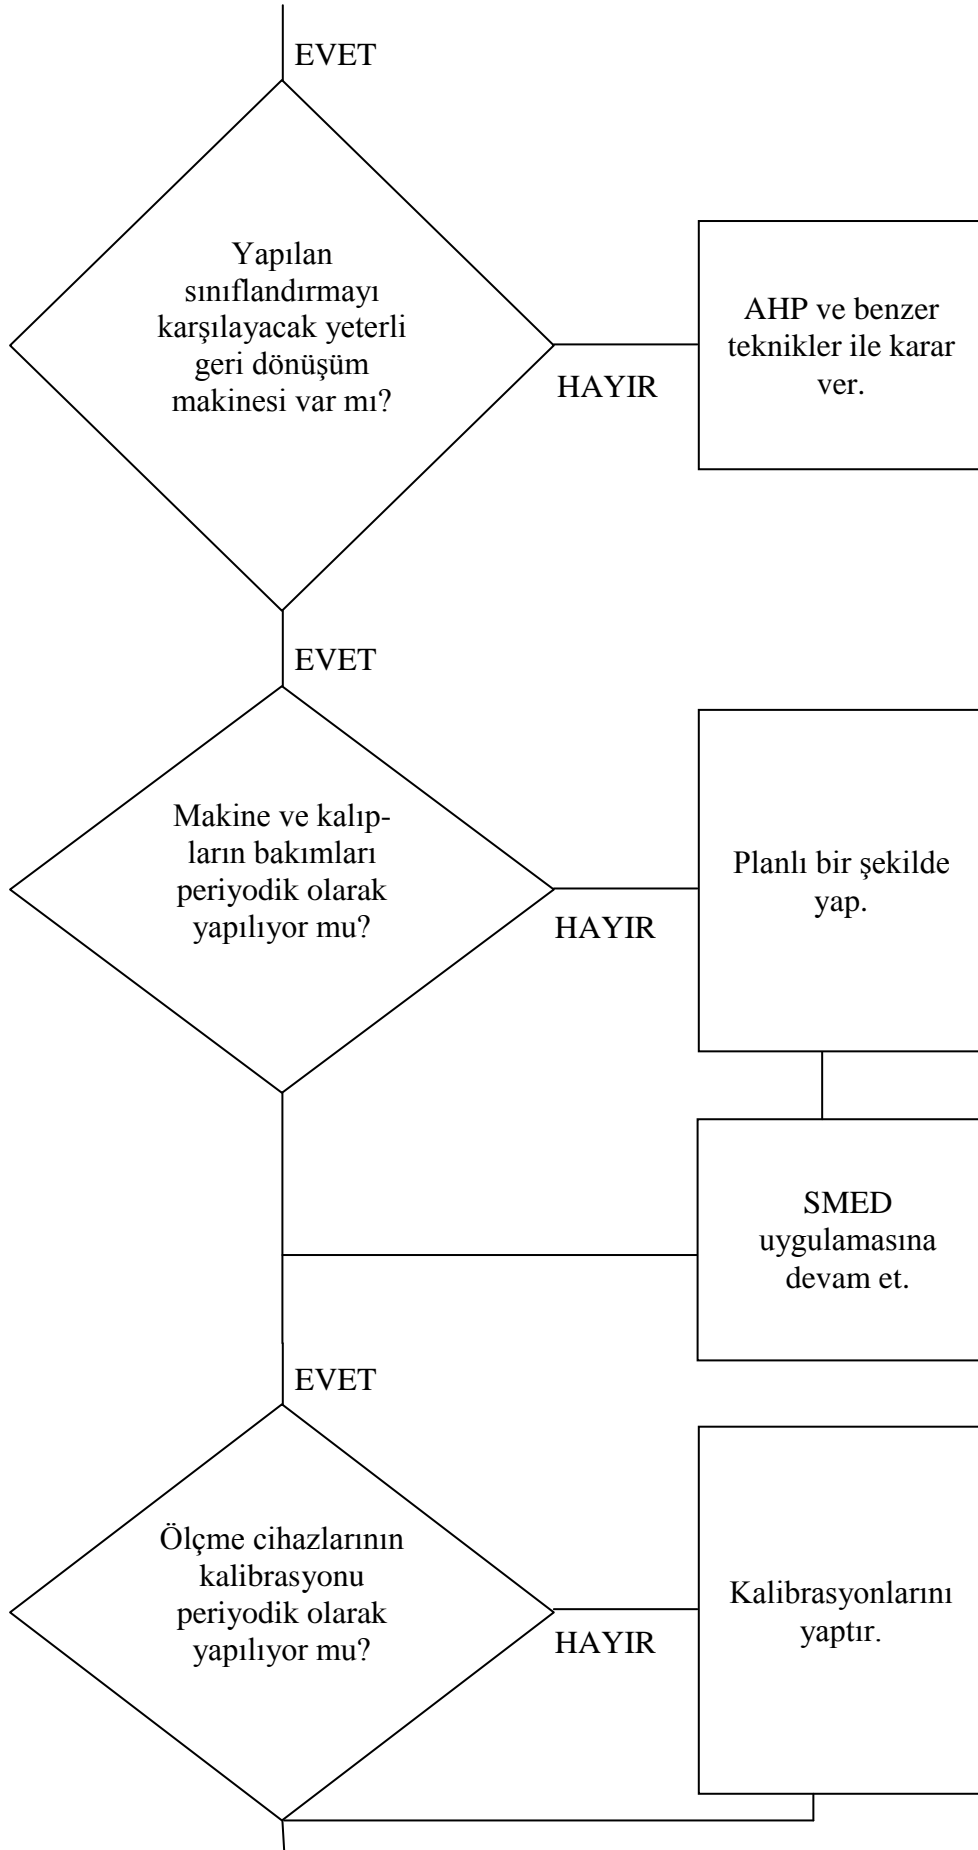 EVET
Yapılan
sınıflandırmayı
karşılayacak yeterli
geri dönüşüm
makinesi var mı?
HAYIR
AHP ve benzer
teknikler ile karar
ver.
EVET
Makine ve kalıp-
ların bakımları
periyodik olarak
yapılıyor mu?
HAYIR
Planlı bir şekilde
yap.
SMED
uygulamasına
devam et.
EVET
Ölçme cihazlarının
kalibrasyonu
periyodik olarak
yapılıyor mu?
HAYIR
Kalibrasyonlarını
yaptır.